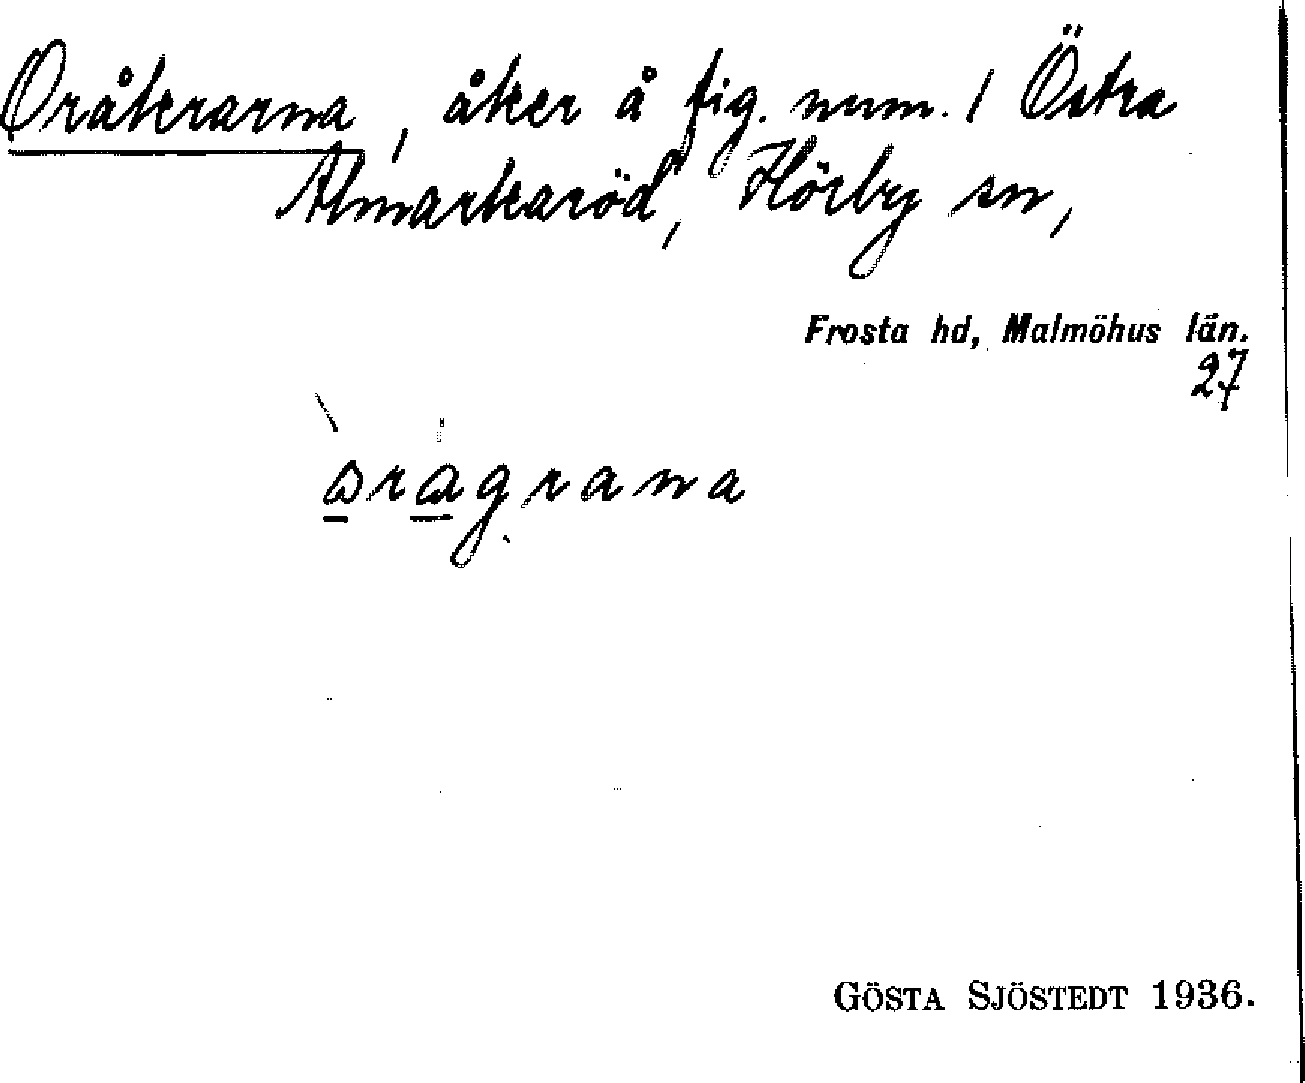 Oråkrarna, åker å fig. num. 1 Östra
Almarkaröd, Hörby sn,
Frosta hd, Malmöhus län.
27
GÖSTA SJÖSTEDT 1936.